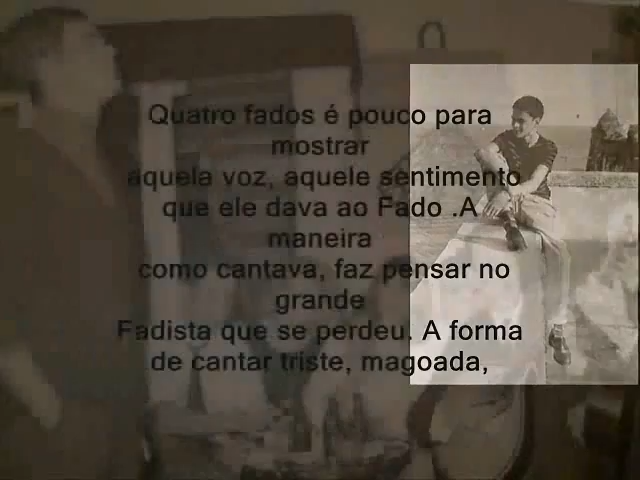 Quatro fados é pouco para
mostrar
aquela voz, aquele sentimento
que ele dava ao Fado .A
maneira
como cantava, faz pensar no
grande
Fadista que se perdeu. A forma
de cantar triste, magoada,